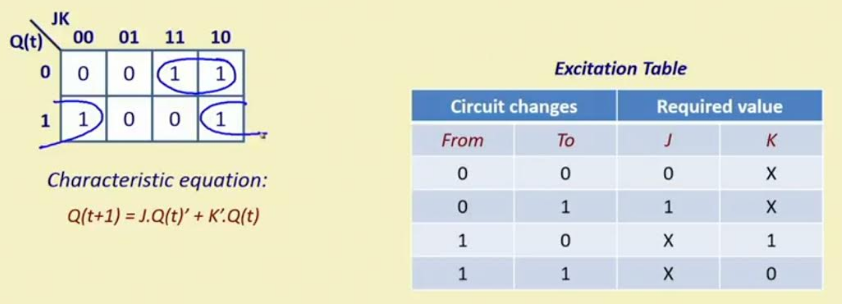 JK
Q(t) 00 01 11 10
0 0 0 1 1
1 1 0 0 1
Characteristic equation:
Q(t+1) = J.Q(t)' + K'.Q(t)
Excitation Table
Circuit changes Required value
From To J K
0 0 0 X
0 1 1 X
1 0 X 1
1 1 X 0